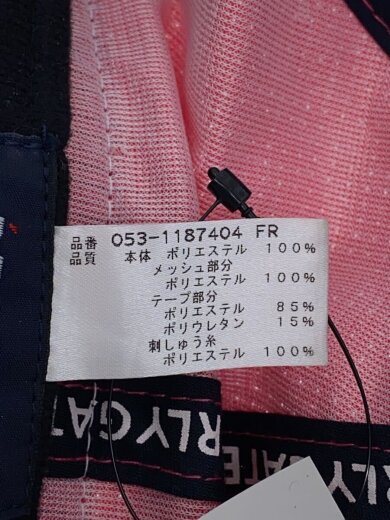 品番 053-1187404 FR
品質 本体 ポリエステル 100%
メッシュ部分
ポリエステル 100%
テープ部分
ポリエステル 85%
ポリウレタン 15%
刺しゅう糸
ポリエステル 100%
RLYGAT
RLYGATE